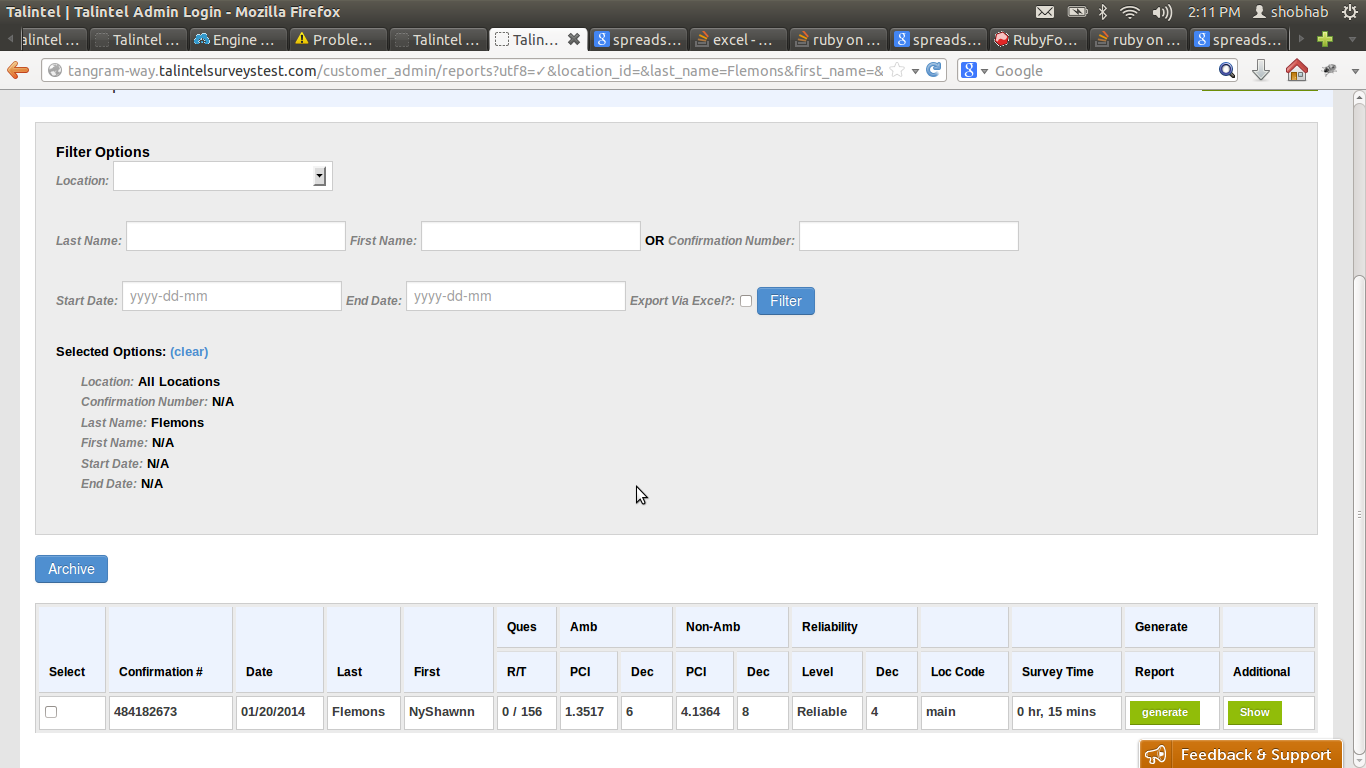 Talintel | Talintel Admin Login - Mozilla Firefox 2:11 PM shobhab
alintel ... Talintel ... Engine ... Proble... Talintel ... Talin... spreads... excel - ... ruby on ... spreads... RubyFo... ruby on ... spreads...
tangram-way.talintelsurveystest.com/customer_admin/reports?utf8=✓&location_id=&last_name=Flemons&first_name=& Google
Filter Options
Location:
Last Name: First Name: OR Confirmation Number:
Start Date: yyyy-dd-mm End Date: yyyy-dd-mm Export Via Excel?: Filter
Selected Options: (clear)
Location: All Locations
Confirmation Number: N/A
Last Name: Flemons
First Name: N/A
Start Date: N/A
End Date: N/A
Archive
Ques Amb Non-Amb Reliability Generate
Select Confirmation # Date Last First R/T PCI Dec PCI Dec Level Dec Loc Code Survey Time Report Additional
484182673 01/20/2014 Flemons NyShawnn 0 / 156 1.3517 6 4.1364 8 Reliable 4 main 0 hr, 15 mins generate Show
Feedback & Support